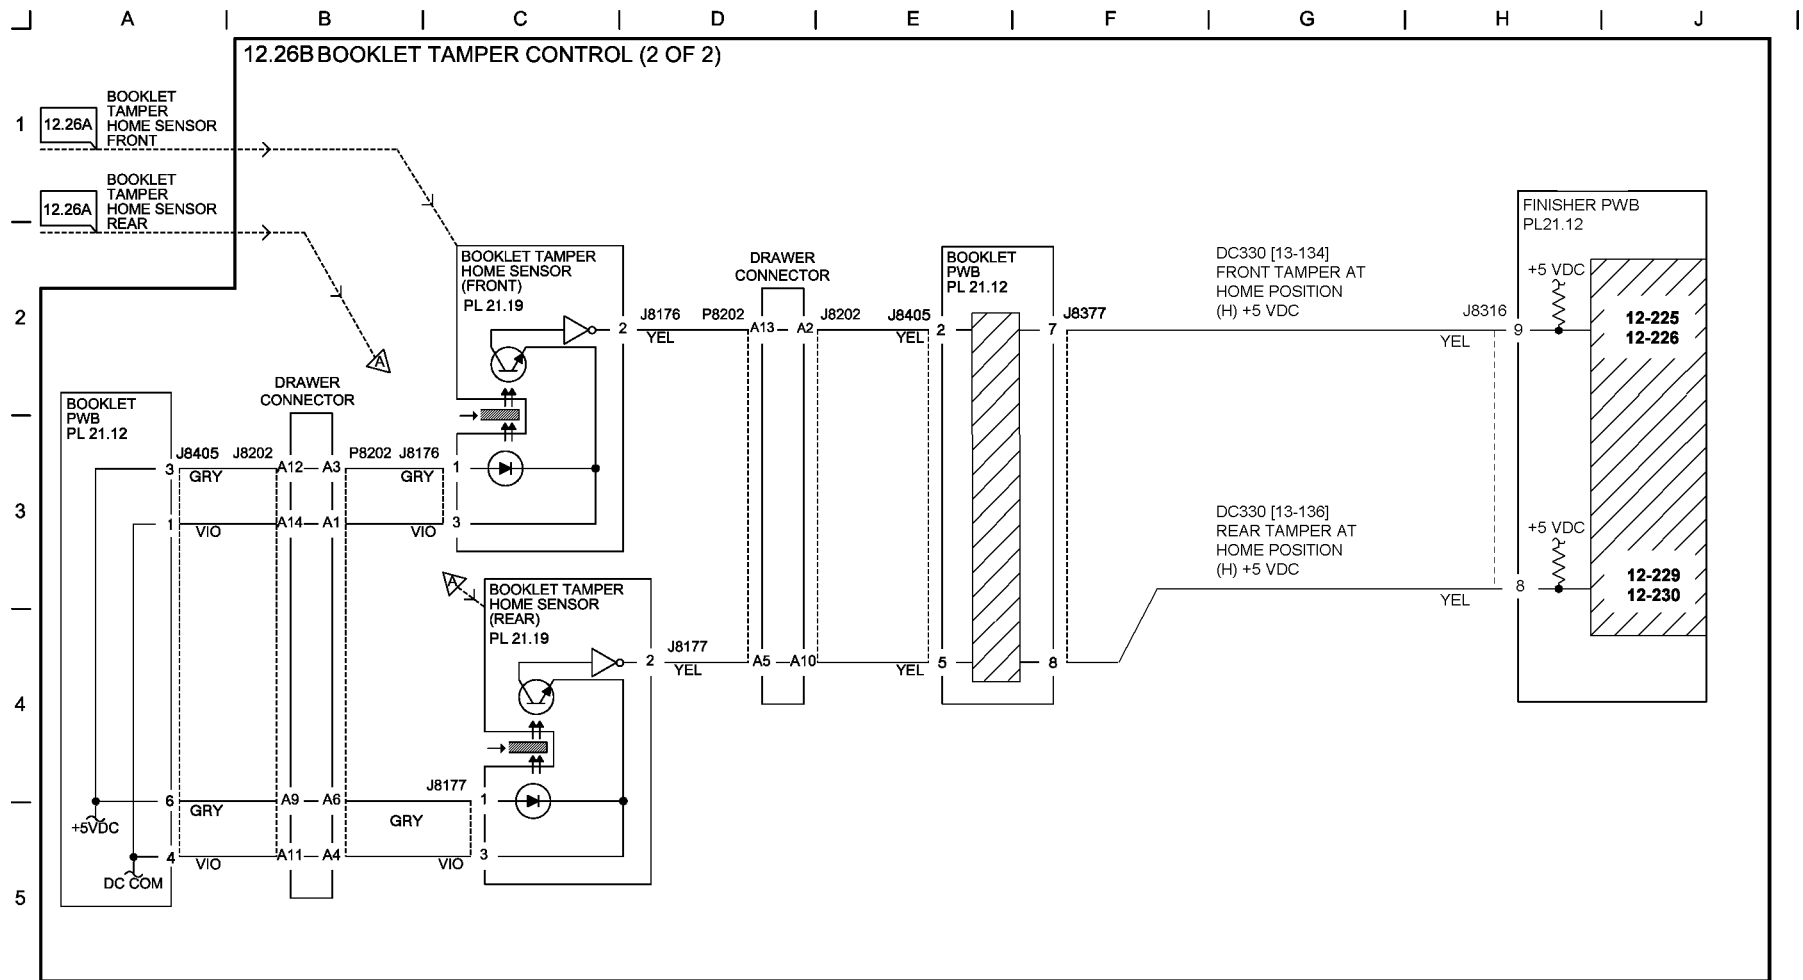 A B C D E F G H J
12.26B BOOKLET TAMPER CONTROL (2 OF 2)
1
12.26A
BOOKLET
TAMPER
HOME SENSOR
FRONT
12.26A
BOOKLET
TAMPER
HOME SENSOR
REAR
A
2
BOOKLET TAMPER
HOME SENSOR
(FRONT)
PL 21.19
2
J8176
YEL
P8202
DRAWER
CONNECTOR
A13 A2
J8202
J8405
YEL
BOOKLET
PWB
PL 21.12
2
7
J8377
DC330 [13-134]
FRONT TAMPER AT
HOME POSITION
(H) +5 VDC
J8316
YEL
FINISHER PWB
PL21.12
+5 VDC
9
12-225
12-226
BOOKLET
PWB
PL 21.12
DRAWER
CONNECTOR
3
3
J8405
GRY
J8202
A12 A3
P8202
J8176
GRY
1
1
VIO
A14 A1
VIO
3
DC330 [13-136]
REAR TAMPER AT
HOME POSITION
(H) +5 VDC
YEL
8
+5 VDC
12-229
12-230
A
BOOKLET TAMPER
HOME SENSOR
(REAR)
PL 21.19
4
2
J8177
YEL
A5 A10
YEL
5
8
6
GRY
A9 A6
GRY
J8177
1
+5VDC
4
VIO
A11 A4
VIO
3
DC COM
5